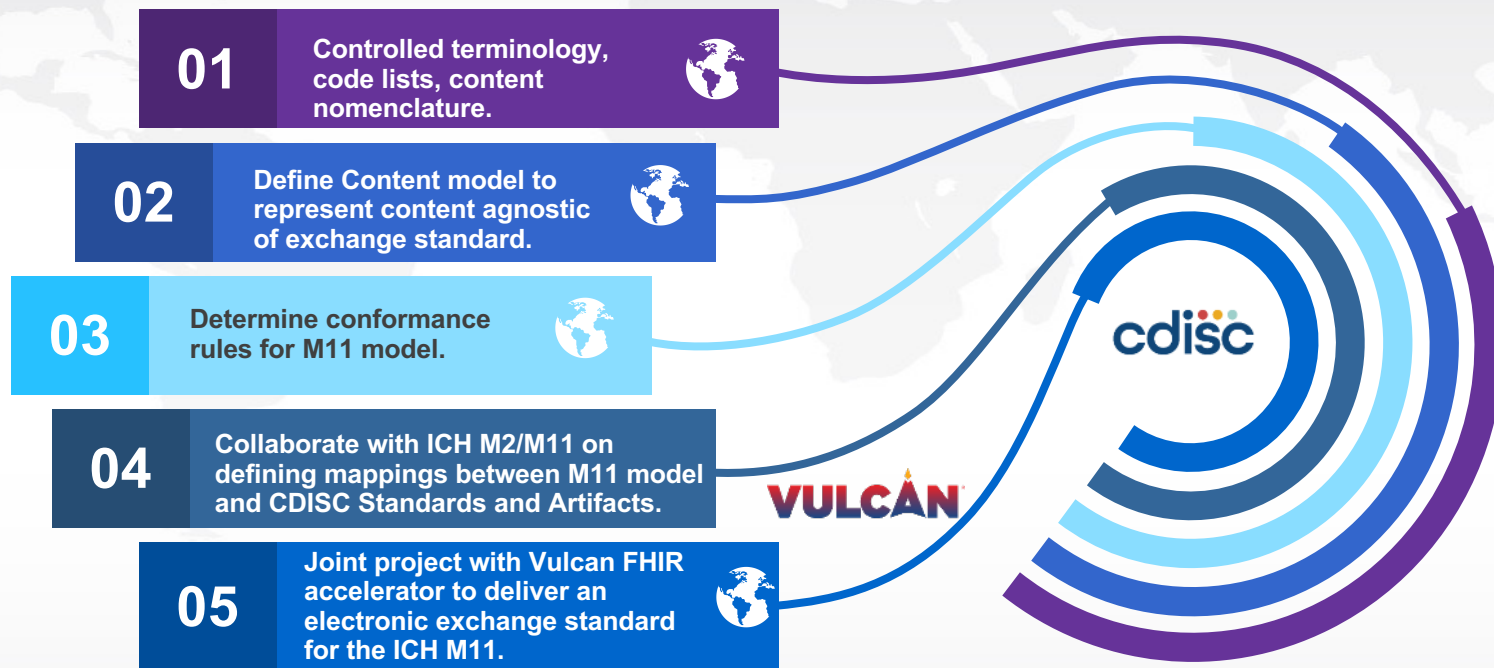 01
Controlled terminology,
code lists, content
nomenclature.
02
Define Content model to
represent content agnostic
of exchange standard.
03
Determine conformance
rules for M11 model.
04
Collaborate with ICH M2/M11 on
defining mappings between M11 model
and CDISC Standards and Artifacts.
05
Joint project with Vulcan FHIR
accelerator to deliver an
electronic exchange standard
for the ICH M11.
VULCAN
cdisc